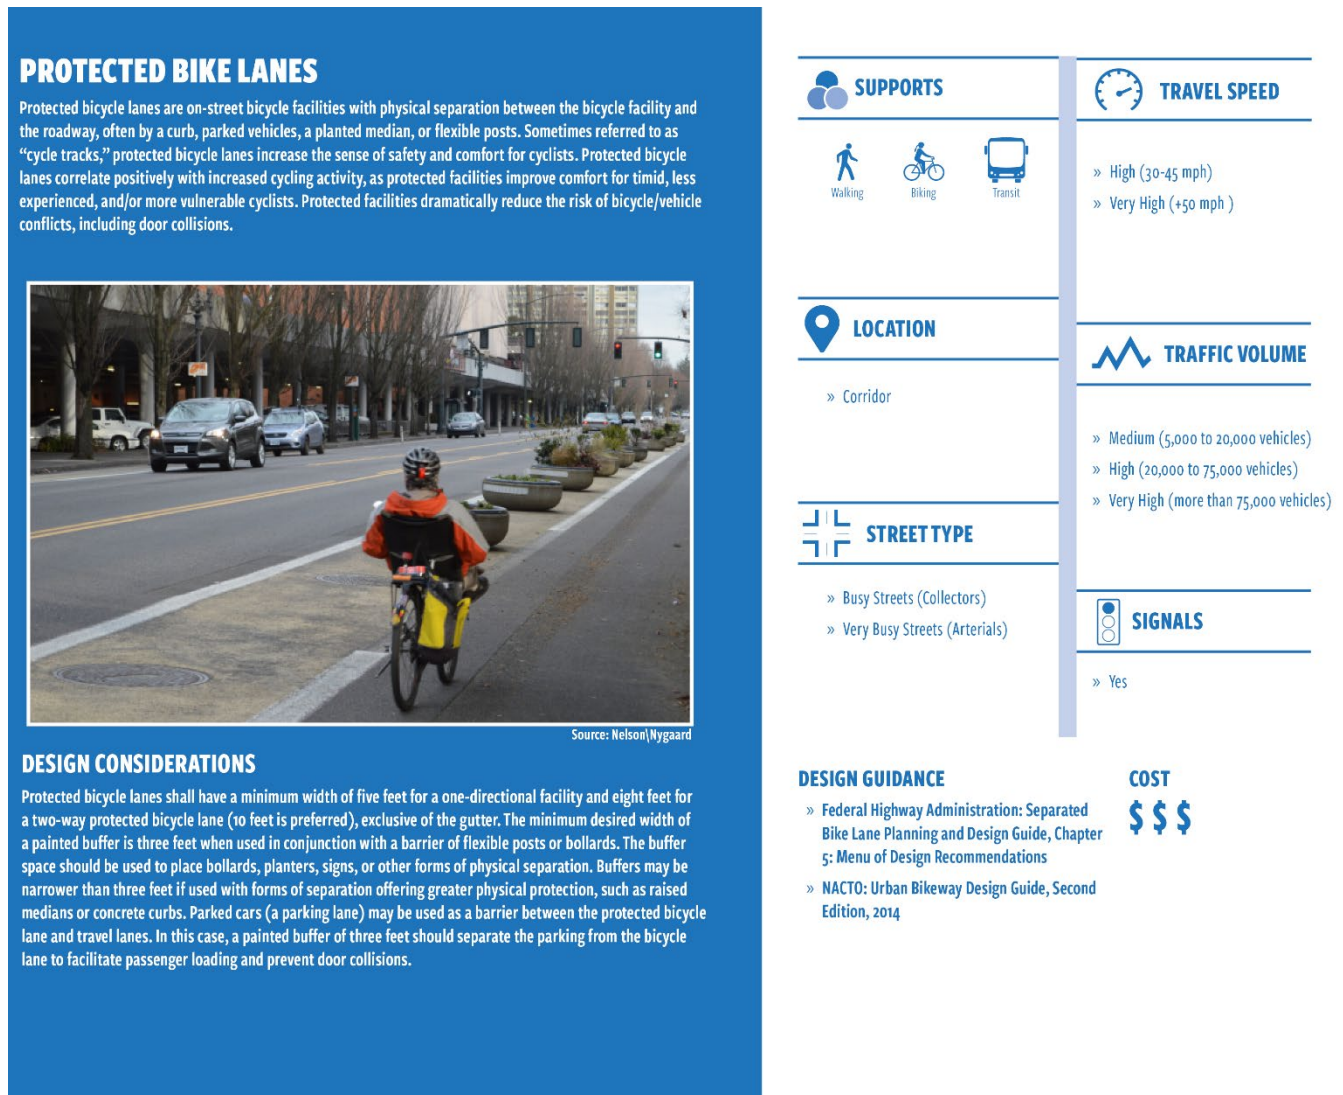 PROTECTED BIKE LANES
Protected bicycle lanes are on-street bicycle facilities with physical separation between the bicycle facility and
the roadway, often by a curb, parked vehicles, a planted median, or flexible posts. Sometimes referred to as
“cycle tracks,” protected bicycle lanes increase the sense of safety and comfort for cyclists. Protected bicycle
lanes correlate positively with increased cycling activity, as protected facilities improve comfort for timid, less
experienced, and/or more vulnerable cyclists. Protected facilities dramatically reduce the risk of bicycle/vehicle
conflicts, including door collisions.
Source: Nelson\Nygaard
DESIGN CONSIDERATIONS
Protected bicycle lanes shall have a minimum width of five feet for a one-directional facility and eight feet for
a two-way protected bicycle lane (10 feet is preferred), exclusive of the gutter. The minimum desired width of
a painted buffer is three feet when used in conjunction with a barrier of flexible posts or bollards. The buffer
space should be used to place bollards, planters, signs, or other forms of physical separation. Buffers may be
narrower than three feet if used with forms of separation offering greater physical protection, such as raised
medians or concrete curbs. Parked cars (a parking lane) may be used as a barrier between the protected bicycle
lane and travel lanes. In this case, a painted buffer of three feet should separate the parking from the bicycle
lane to facilitate passenger loading and prevent door collisions.
SUPPORTS
Walking
Biking
Transit
LOCATION
» Corridor
STREET TYPE
» Busy Streets (Collectors)
» Very Busy Streets (Arterials)
TRAVEL SPEED
» High (30-45 mph)
» Very High (+50 mph )
TRAFFIC VOLUME
» Medium (5,000 to 20,000 vehicles)
» High (20,000 to 75,000 vehicles)
» Very High (more than 75,000 vehicles)
SIGNALS
» Yes
DESIGN GUIDANCE
» Federal Highway Administration: Separated
Bike Lane Planning and Design Guide, Chapter
5: Menu of Design Recommendations
» NACTO: Urban Bikeway Design Guide, Second
Edition, 2014
COST
$ $ $